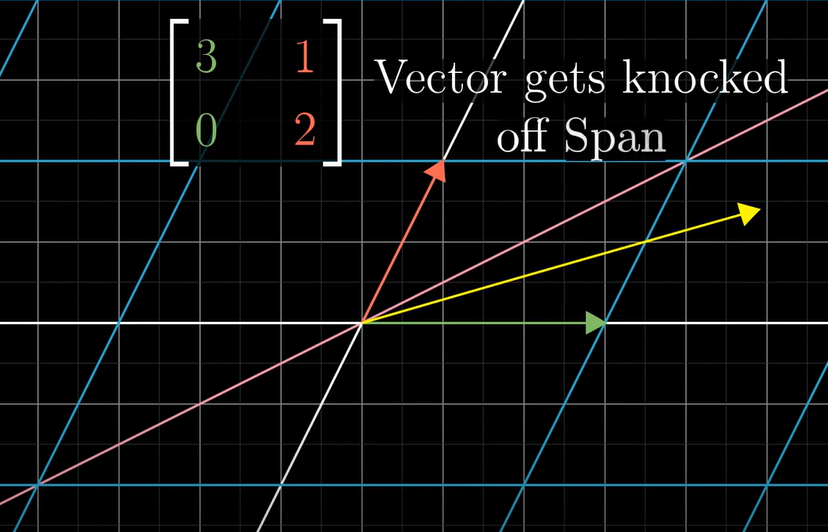 3 1
0 2
Vector gets knocked
off Span